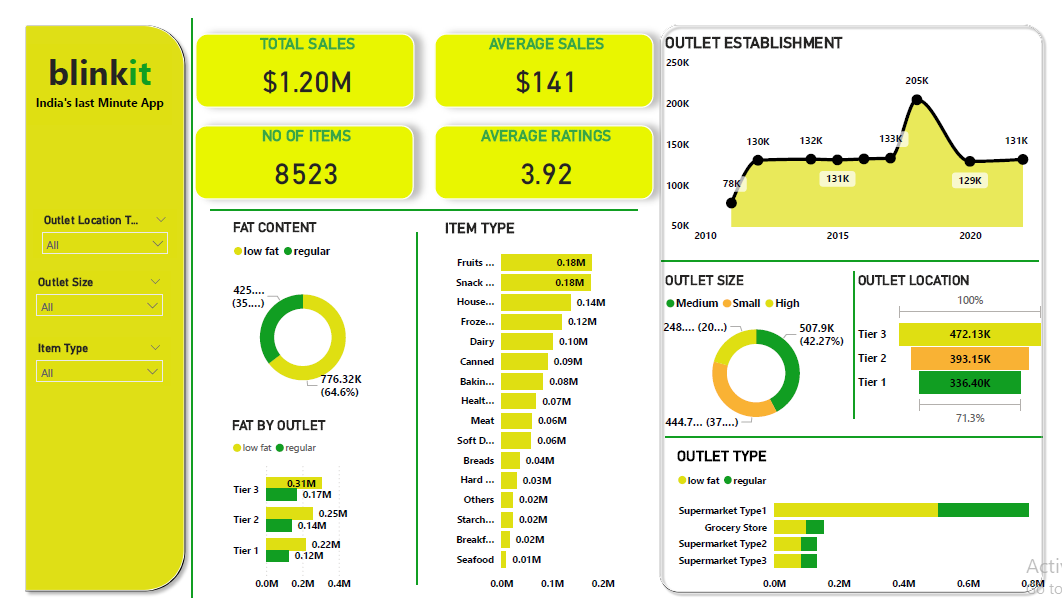 blinkit
India's last Minute App
Outlet Location T...
All
Outlet Size
All
Item Type
All
TOTAL SALES
$1.20M
AVERAGE SALES
$141
NO OF ITEMS
8523
AVERAGE RATINGS
3.92
FAT CONTENT
low fat regular
425....
(35....)
776.32K
(64.6%)
FAT BY OUTLET
low fat regular
Tier 3 0.31M
0.17M
Tier 2 0.25M
0.14M
Tier 1 0.22M
0.12M
0.0M 0.2M 0.4M
ITEM TYPE
Fruits ... 0.18M
Snack ... 0.18M
House... 0.14M
Froze... 0.12M
Dairy 0.10M
Canned 0.09M
Bakin... 0.08M
Healt... 0.07M
Meat 0.06M
Soft D... 0.06M
Breads 0.04M
Hard ... 0.03M
Others 0.02M
Starch... 0.02M
Breakf... 0.02M
Seafood 0.01M
0.0M 0.1M 0.2M
OUTLET ESTABLISHMENT
250K
200K
150K
100K
50K
78K
130K
132K
131K
133K
205K
129K
131K
2010 2015 2020
OUTLET SIZE
Medium Small High
248.... (20...)
507.9K
(42.27%)
444.7... (37....)
OUTLET LOCATION
100%
Tier 3 472.13K
Tier 2 393.15K
Tier 1 336.40K
71.3%
OUTLET TYPE
low fat regular
Supermarket Type1
Grocery Store
Supermarket Type2
Supermarket Type3
0.0M 0.2M 0.4M 0.6M 0.8M